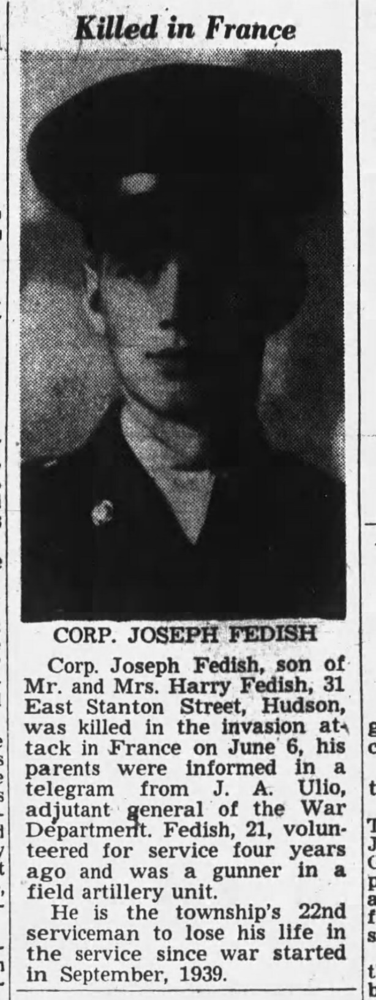 Killed in France
CORP. JOSEPH FEDISH
Corp. Joseph Fedish, son of
Mr. and Mrs. Harry Fedish, 31
East Stanton Street, Hudson,
was killed in the invasion at-
tack in France on June 6, his
parents were informed in a
telegram from J. A. Ulio,
adjutant general of the War
Department. Fedish, 21, volun-
teered for service four years
ago and was a gunner in a
field artillery unit.
He is the township's 22nd
serviceman to lose his life in
the service since war started
in September, 1939.